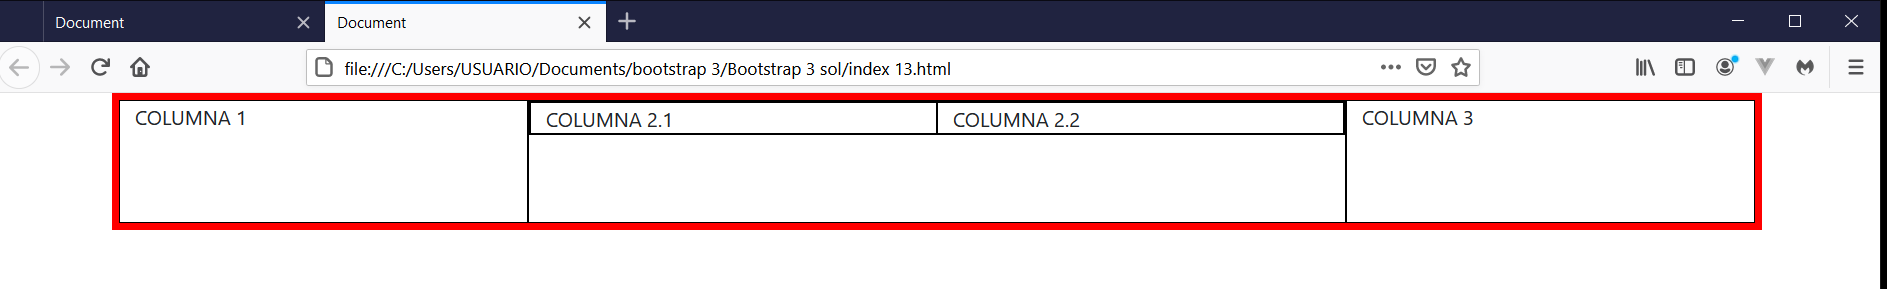 Document
Document
file:///C:/Users/USUARIO/Documents/bootstrap 3/Bootstrap 3 sol/index 13.html
COLUMNA 1
COLUMNA 2.1
COLUMNA 2.2
COLUMNA 3